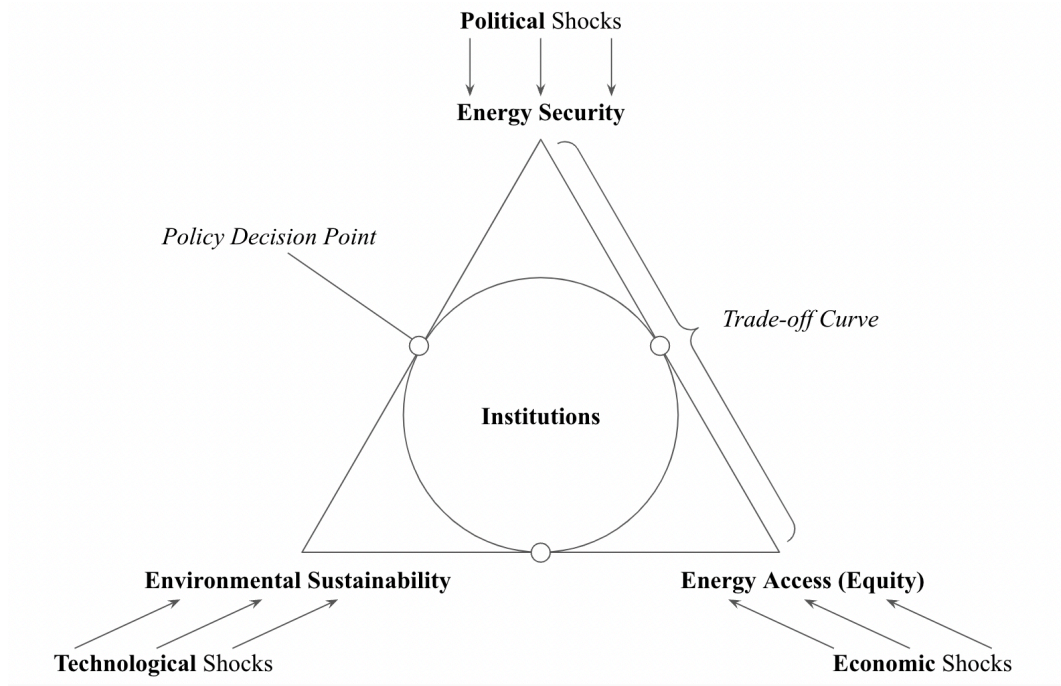 Political Shocks
Energy Security
Policy Decision Point
Trade-off Curve
Institutions
Environmental Sustainability
Energy Access (Equity)
Technological Shocks
Economic Shocks